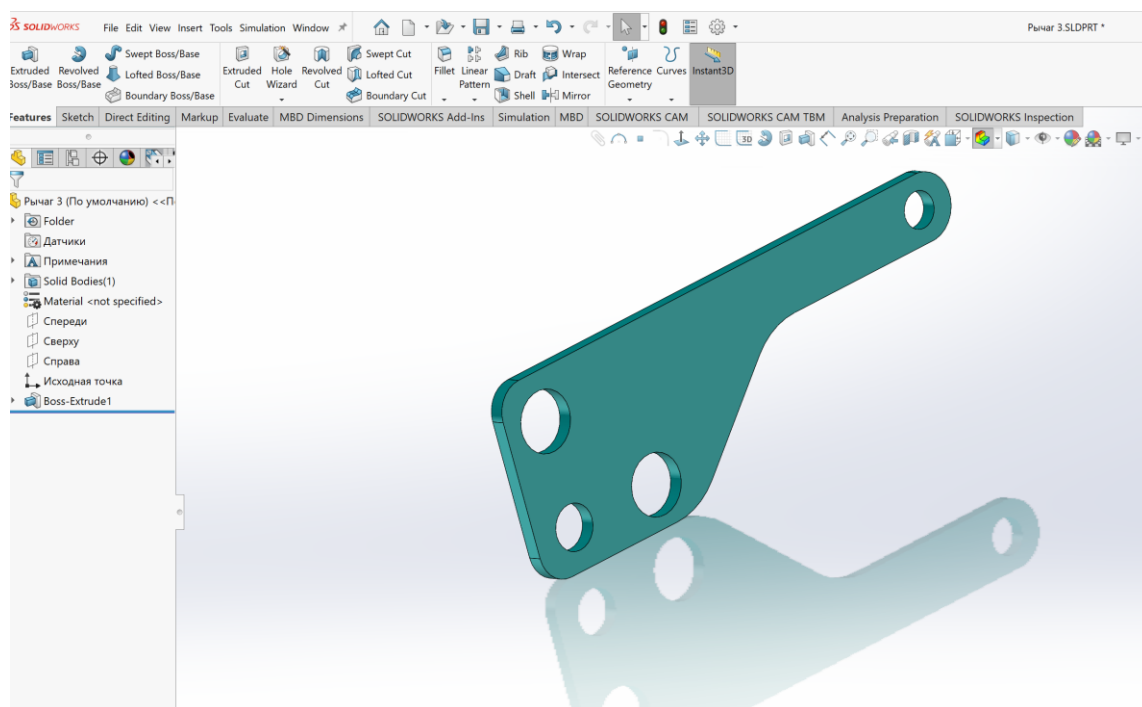 SOLIDWORKS File Edit View Insert Tools Simulation Window Рычаг 3.SLDPRT *
Extruded Boss/Base
Revolved Boss/Base
Swept Boss/Base
Lofted Boss/Base
Boundary Boss/Base
Extruded Cut
Hole Wizard
Revolved Cut
Swept Cut
Lofted Cut
Boundary Cut
Fillet
Linear Pattern
Rib
Draft
Shell
Wrap
Intersect
Mirror
Reference Geometry
Curves
Instant3D
Features Sketch Direct Editing Markup Evaluate MBD Dimensions SOLIDWORKS Add-Ins Simulation MBD SOLIDWORKS CAM SOLIDWORKS CAM TBM Analysis Preparation SOLIDWORKS Inspection
3D
Рычаг 3 (По умолчанию) <<П
Folder
Датчики
Примечания
Solid Bodies(1)
Material <not specified>
Спереди
Сверху
Справа
Исходная точка
Boss-Extrude1